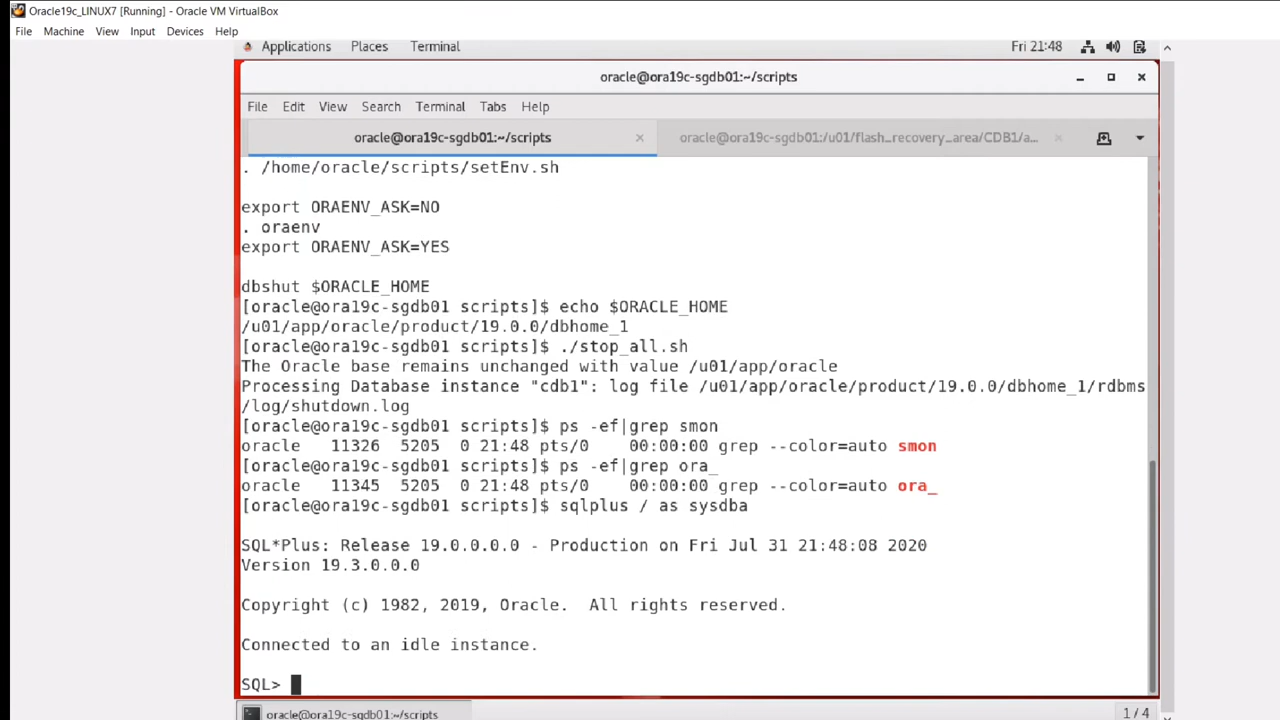 Oracle19c_LINUX7 [Running] - Oracle VM VirtualBox
File Machine View Input Devices Help
Applications Places Terminal Fri 21:48
oracle@ora19c-sgdb01:~/scripts
File Edit View Search Terminal Tabs Help
oracle@ora19c-sgdb01:~/scripts × oracle@ora19c-sgdb01:/u01/flash_recovery_area/CDB1/a... ×
. /home/oracle/scripts/setEnv.sh
export ORAENV_ASK=NO
. oraenv
export ORAENV_ASK=YES
dbshut $ORACLE_HOME
[oracle@ora19c-sgdb01 scripts]$ echo $ORACLE_HOME
/u01/app/oracle/product/19.0.0/dbhome_1
[oracle@ora19c-sgdb01 scripts]$ ./stop_all.sh
The Oracle base remains unchanged with value /u01/app/oracle
Processing Database instance "cdb1": log file /u01/app/oracle/product/19.0.0/dbhome_1/rdbms
/log/shutdown.log
[oracle@ora19c-sgdb01 scripts]$ ps -ef|grep smon
oracle   11326  5205  0 21:48 pts/0    00:00:00 grep --color=auto smon
[oracle@ora19c-sgdb01 scripts]$ ps -ef|grep ora_
oracle   11345  5205  0 21:48 pts/0    00:00:00 grep --color=auto ora_
[oracle@ora19c-sgdb01 scripts]$ sqlplus / as sysdba
SQL*Plus: Release 19.0.0.0.0 - Production on Fri Jul 31 21:48:08 2020
Version 19.3.0.0.0
Copyright (c) 1982, 2019, Oracle.  All rights reserved.
Connected to an idle instance.
SQL>
oracle@ora19c-sgdb01:~/scripts 1 / 4